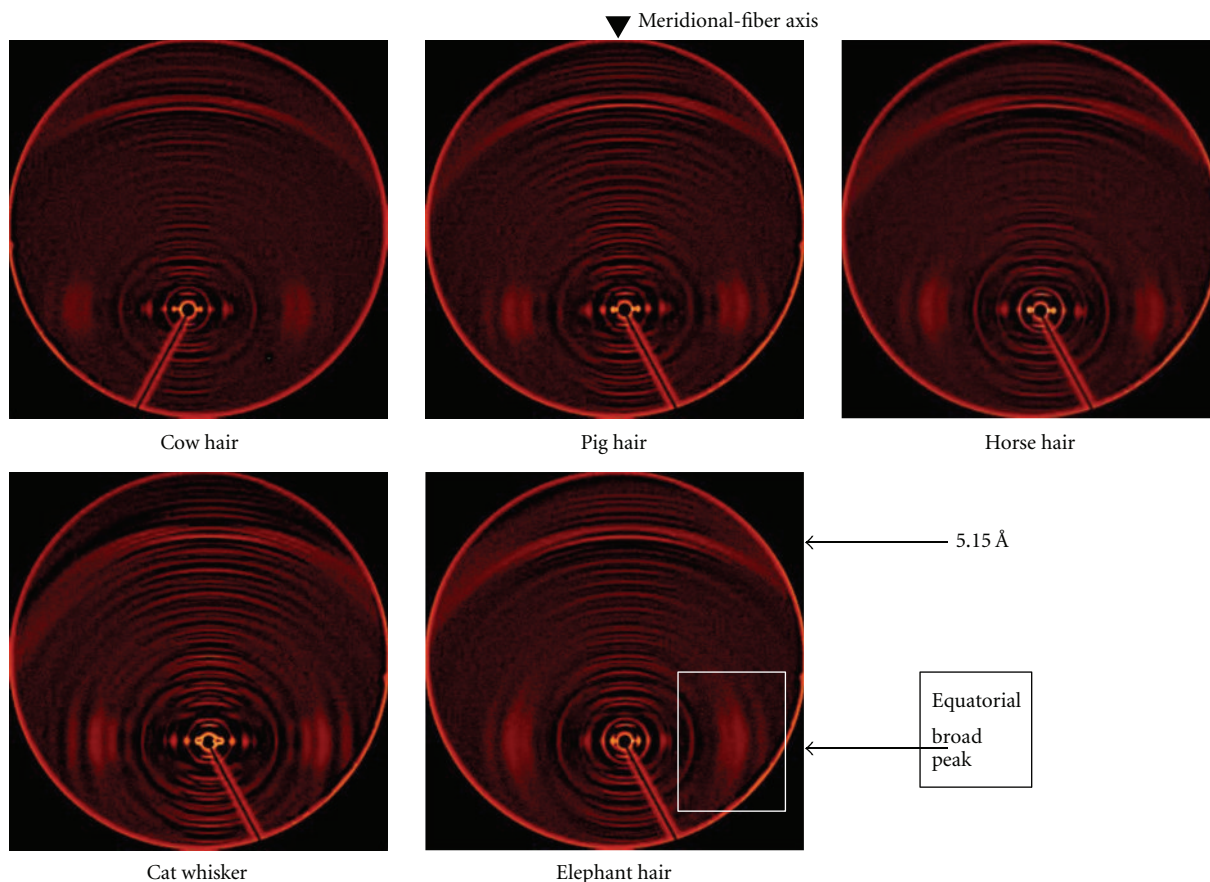 Meridional-fiber axis
Cow hair
Pig hair
Horse hair
5.15 Å
Equatorial
broad
peak
Cat whisker
Elephant hair